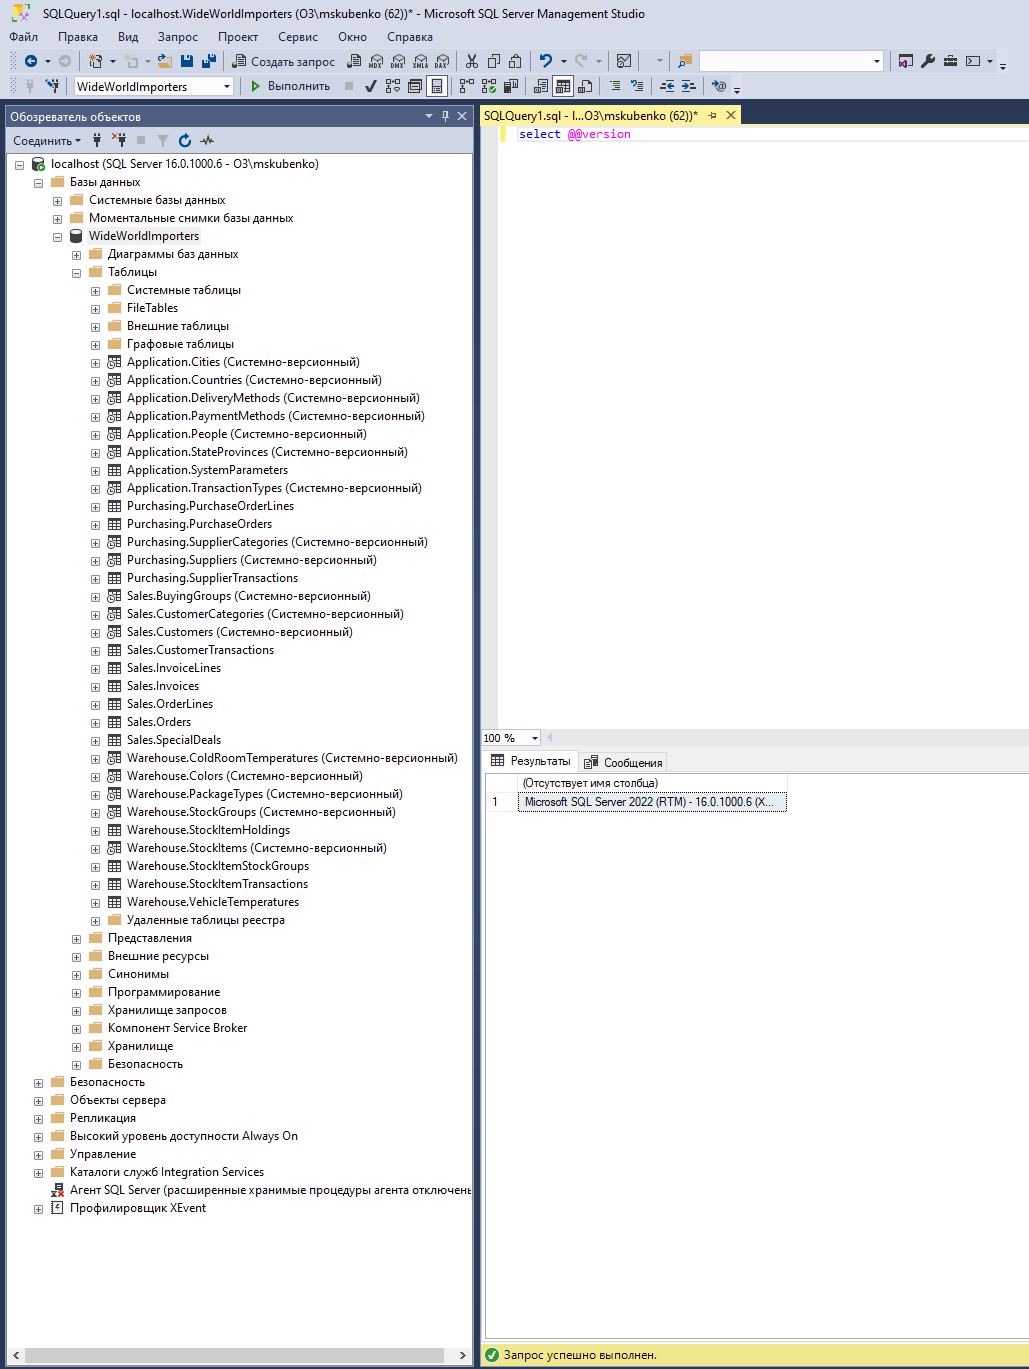 SQLQuery1.sql - localhost.WideWorldImporters (O3\mskubenko (62))* - Microsoft SQL Server Management Studio
Файл Правка Вид Запрос Проект Сервис Окно Справка
Создать запрос MDX DMX XMLA DAX
WideWorldImporters Выполнить
Обозреватель объектов
SQLQuery1.sql - l...O3\mskubenko (62))*
Соединить
select @@version
localhost (SQL Server 16.0.1000.6 - O3\mskubenko)
Базы данных
Системные базы данных
Моментальные снимки базы данных
WideWorldImporters
Диаграммы баз данных
Таблицы
Системные таблицы
FileTables
Внешние таблицы
Графовые таблицы
Application.Cities (Системно-версионный)
Application.Countries (Системно-версионный)
Application.DeliveryMethods (Системно-версионный)
Application.PaymentMethods (Системно-версионный)
Application.People (Системно-версионный)
Application.StateProvinces (Системно-версионный)
Application.SystemParameters
Application.TransactionTypes (Системно-версионный)
Purchasing.PurchaseOrderLines
Purchasing.PurchaseOrders
Purchasing.SupplierCategories (Системно-версионный)
Purchasing.Suppliers (Системно-версионный)
Purchasing.SupplierTransactions
Sales.BuyingGroups (Системно-версионный)
Sales.CustomerCategories (Системно-версионный)
Sales.Customers (Системно-версионный)
Sales.CustomerTransactions
Sales.InvoiceLines
Sales.Invoices
Sales.OrderLines
Sales.Orders
Sales.SpecialDeals
Warehouse.ColdRoomTemperatures (Системно-версионный)
Warehouse.Colors (Системно-версионный)
Warehouse.PackageTypes (Системно-версионный)
Warehouse.StockGroups (Системно-версионный)
Warehouse.StockItemHoldings
Warehouse.StockItems (Системно-версионный)
Warehouse.StockItemStockGroups
Warehouse.StockItemTransactions
Warehouse.VehicleTemperatures
Удаленные таблицы реестра
Представления
Внешние ресурсы
Синонимы
Программирование
Хранилище запросов
Компонент Service Broker
Хранилище
Безопасность
Безопасность
Объекты сервера
Репликация
Высокий уровень доступности Always On
Управление
Каталоги служб Integration Services
Агент SQL Server (расширенные хранимые процедуры агента отключень
Профилировщик XEvent
100 %
Результаты Сообщения
(Отсутствует имя столбца)
1 Microsoft SQL Server 2022 (RTM) - 16.0.1000.6 (X...
Запрос успешно выполнен.